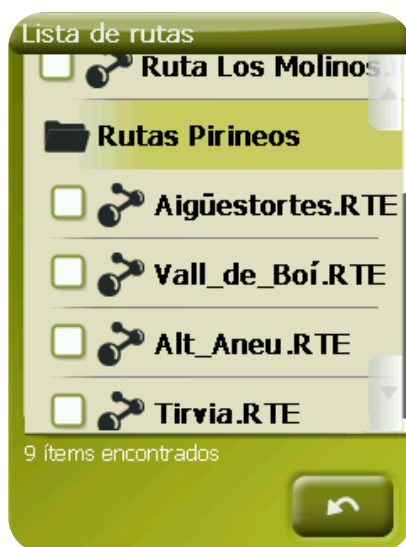 Lista de rutas
Ruta Los Molinos.
Rutas Pirineos
Aigüestortes.RTE
Vall_de_Boí.RTE
Alt_Aneu.RTE
Tirvia.RTE
9 ítems encontrados